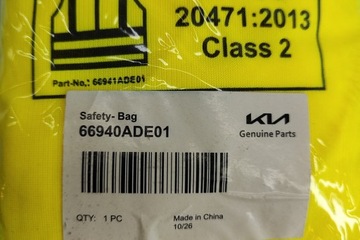 20471:2013
Class 2
Part-No.: 66941ADE01
Safety- Bag
66940ADE01
KIA
Genuine Parts
QTY: 1 PC
Made in China
10/26